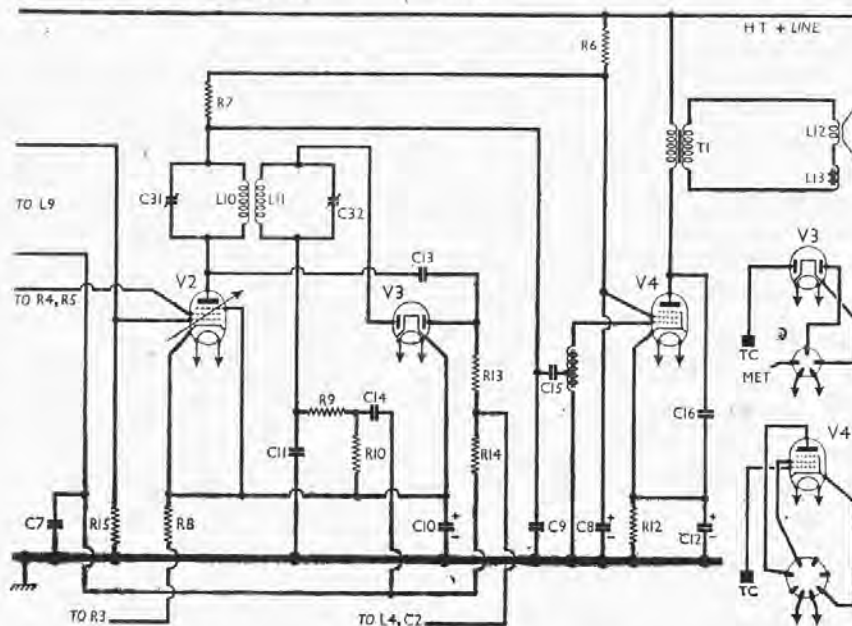 HT + LINE
R6
R7
T1
L12
L13
C31
L10
L11
C32
TO L9
C13
V2
V3
V4
V3
TO R4, R5
TC
MET
R13
C15
R9
C14
C16
V4
R10
R14
C11
C7
R15
R8
C10
C9
C8
R12
C12
TC
TO R3
TO L4, C2
+
-
+
-
+
-